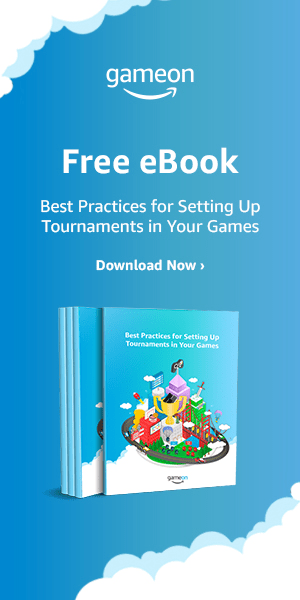 gameon
Free eBook
Best Practices for Setting Up
Tournaments in Your Games
Download Now ›
Best Practices for Setting Up
Tournaments in Your Games
gameon